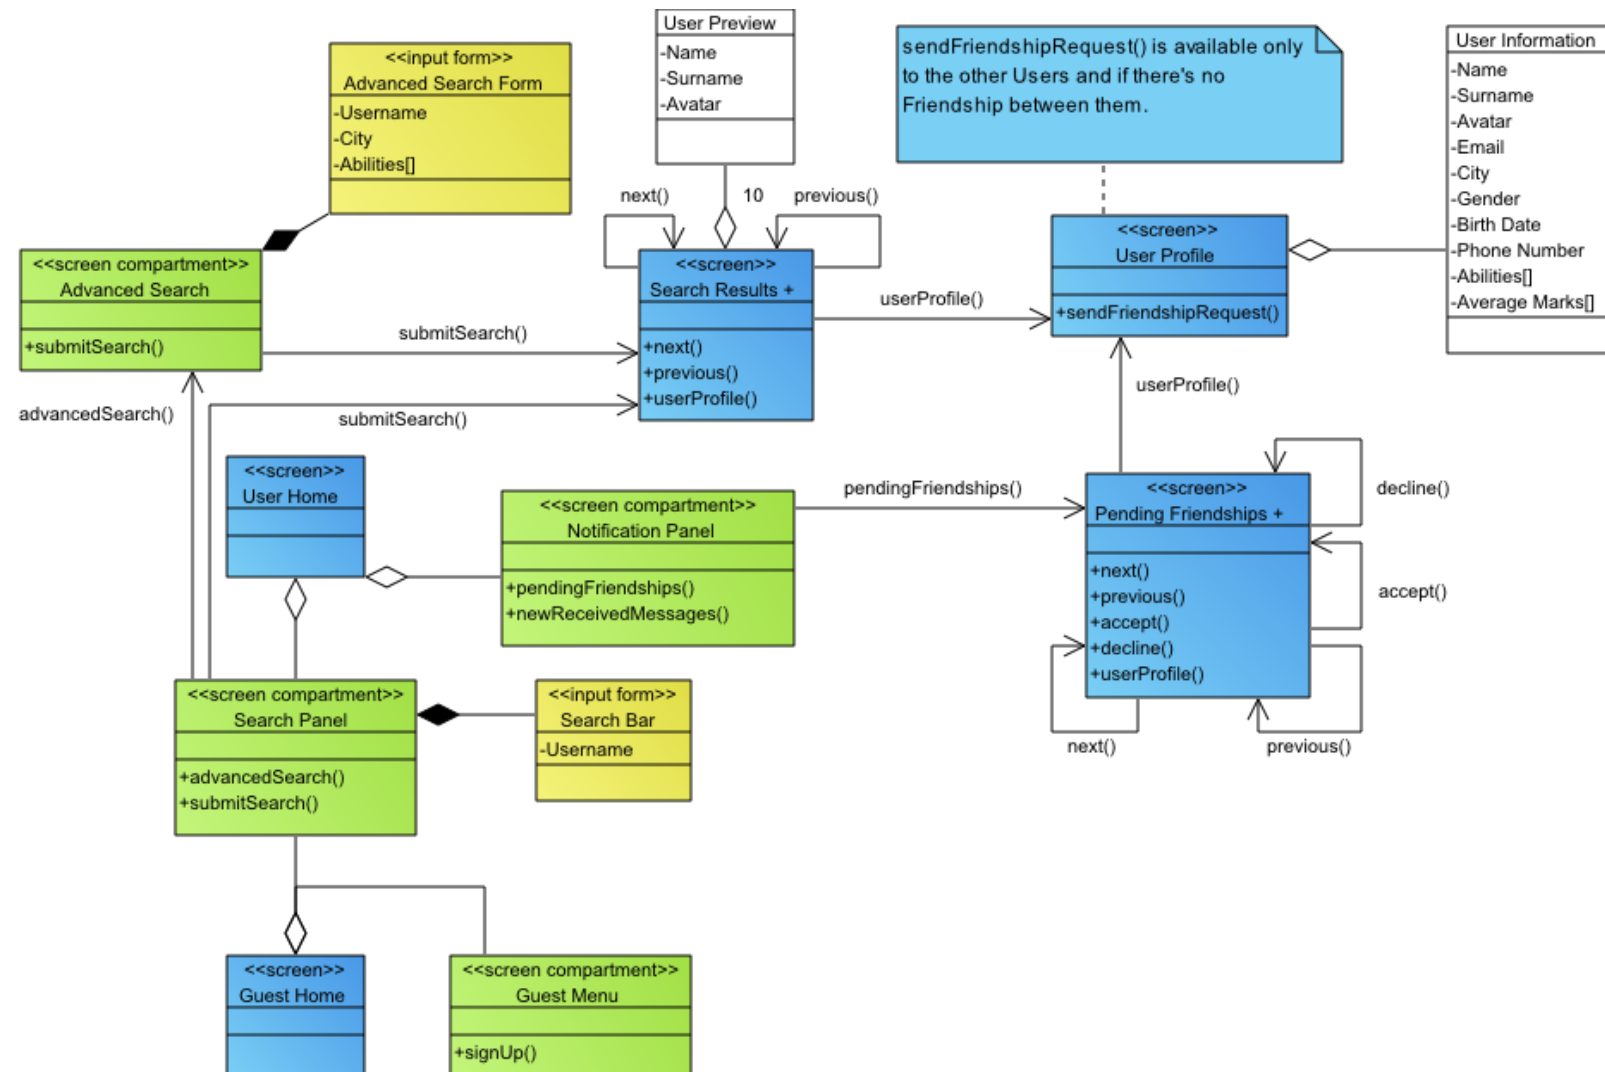 <<input form>>
Advanced Search Form
-Username
-City
-Abilities[]
User Preview
-Name
-Surname
-Avatar
sendFriendshipRequest() is available only
to the other Users and if there's no
Friendship between them.
User Information
-Name
-Surname
-Avatar
-Email
-City
-Gender
-Birth Date
-Phone Number
-Abilities[]
-Average Marks[]
next()
10
previous()
<<screen compartment>>
Advanced Search
+submitSearch()
<<screen>>
Search Results +
+next()
+previous()
+userProfile()
<<screen>>
User Profile
+sendFriendshipRequest()
submitSearch()
userProfile()
advancedSearch()
submitSearch()
userProfile()
<<screen>>
User Home
<<screen compartment>>
Notification Panel
+pendingFriendships()
+newReceivedMessages()
pendingFriendships()
<<screen>>
Pending Friendships +
+next()
+previous()
+accept()
+decline()
+userProfile()
decline()
accept()
next()
previous()
<<screen compartment>>
Search Panel
+advancedSearch()
+submitSearch()
<<input form>>
Search Bar
-Username
<<screen>>
Guest Home
<<screen compartment>>
Guest Menu
+signUp()